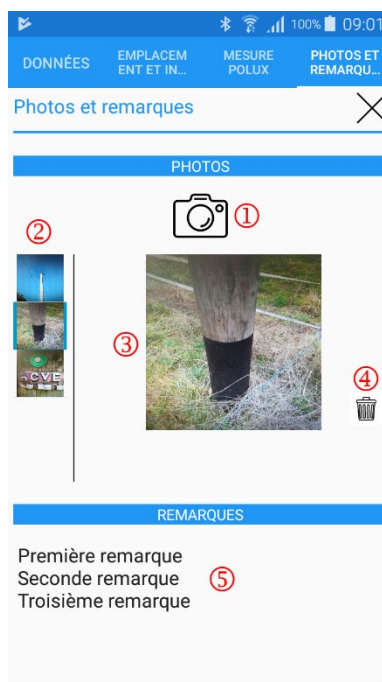 100% 09:01
DONNÉES
EMPLACEM
ENT ET IN...
MESURE
POLUX
PHOTOS ET
REMARQU...
Photos et remarques
PHOTOS
①
②
③
CVE
④
REMARQUES
Première remarque
Seconde remarque
Troisième remarque
⑤